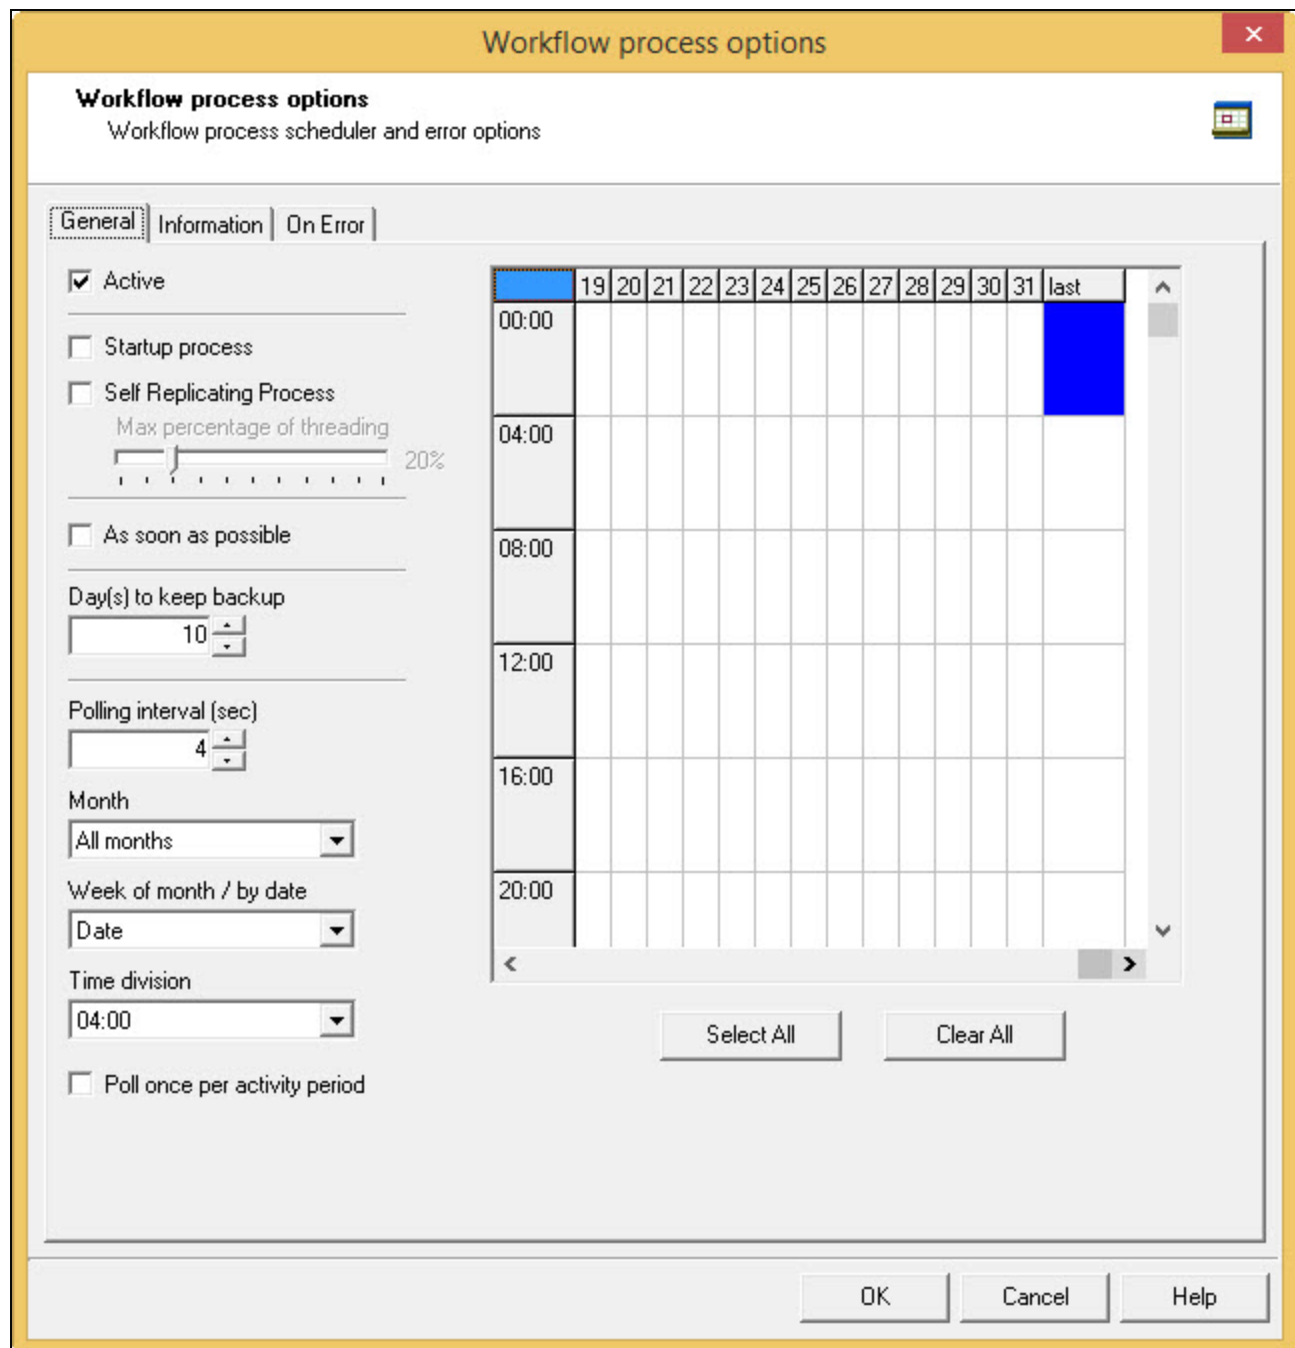 Workflow process options
Workflow process options
Workflow process scheduler and error options
General Information On Error
Active
Startup process
Self Replicating Process
Max percentage of threading
20%
As soon as possible
Day(s) to keep backup
10
Polling interval (sec)
4
Month
All months
Week of month / by date
Date
Time division
04:00
Poll once per activity period
19 20 21 22 23 24 25 26 27 28 29 30 31 last
00:00
04:00
08:00
12:00
16:00
20:00
Select All Clear All
OK Cancel Help